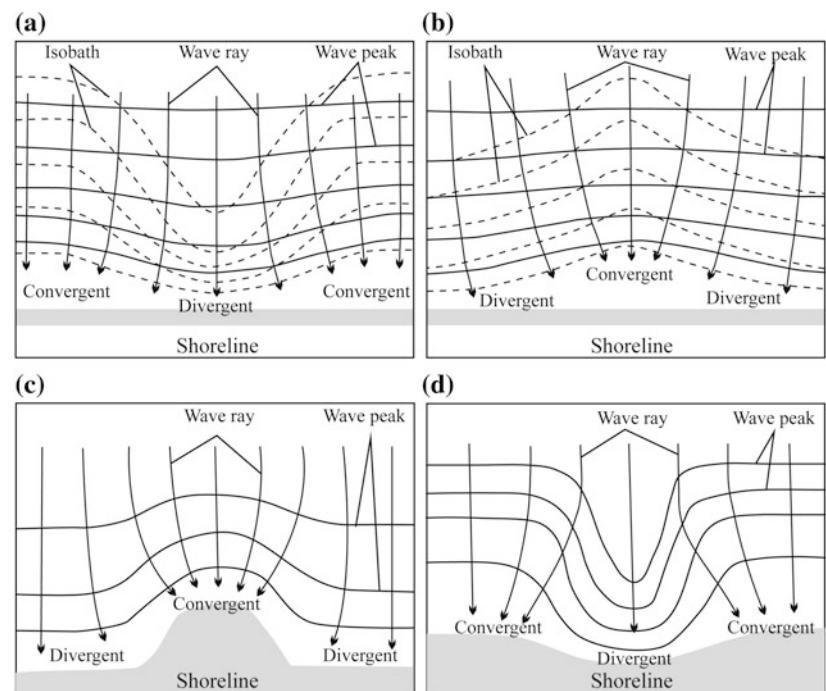 (a)
Isobath Wave ray Wave peak
Convergent Divergent Convergent
Shoreline
(b)
Isobath Wave ray Wave peak
Convergent
Divergent Divergent
Shoreline
(c)
Wave ray Wave peak
Convergent
Divergent Divergent
Shoreline
(d)
Wave ray Wave peak
Convergent Convergent
Divergent
Shoreline